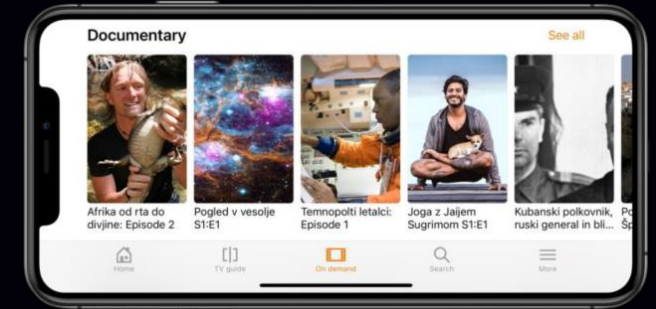 Documentary
See all
Afrika od rta do
divjine: Episode 2
Pogled v vesolje
S1:E1
Temnopolti letalci:
Episode 1
Joga z Jaijem
Sugrimom S1:E1
Kubanski polkovnik,
ruski general in bli...
Home
TV guide
On demand
Search
More